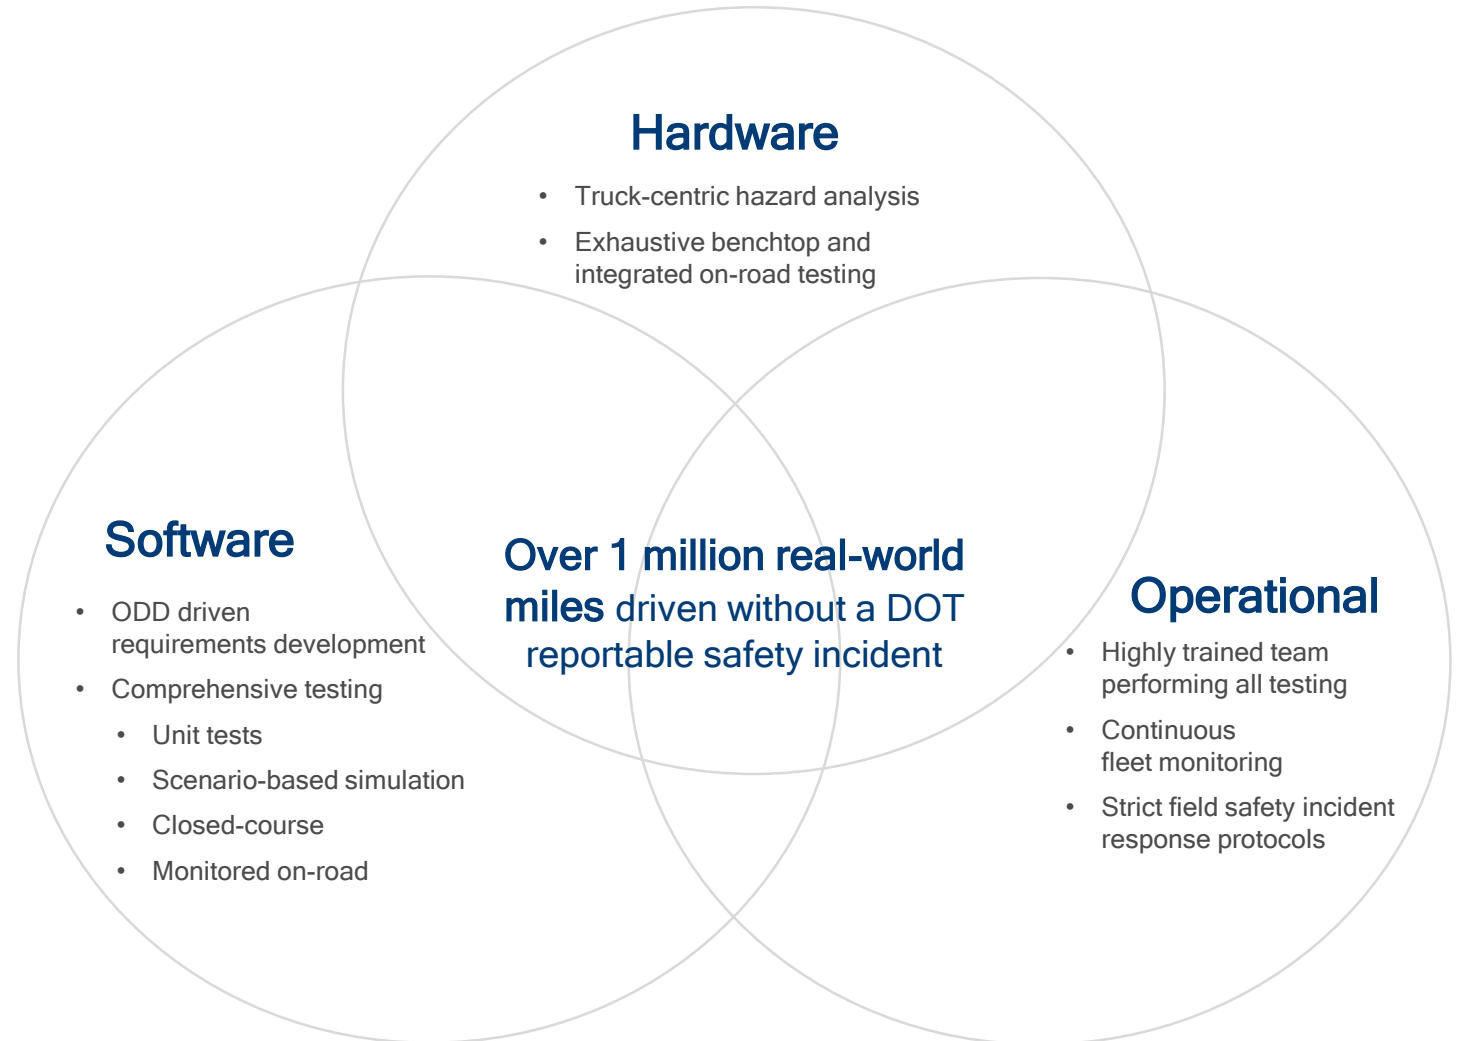 Hardware
• Truck-centric hazard analysis
• Exhaustive benchtop and
integrated on-road testing
Software
• ODD driven
requirements development
• Comprehensive testing
• Unit tests
• Scenario-based simulation
• Closed-course
• Monitored on-road
Over 1 million real-world
miles driven without a DOT
reportable safety incident
Operational
• Highly trained team
performing all testing
• Continuous
fleet monitoring
• Strict field safety incident
response protocols